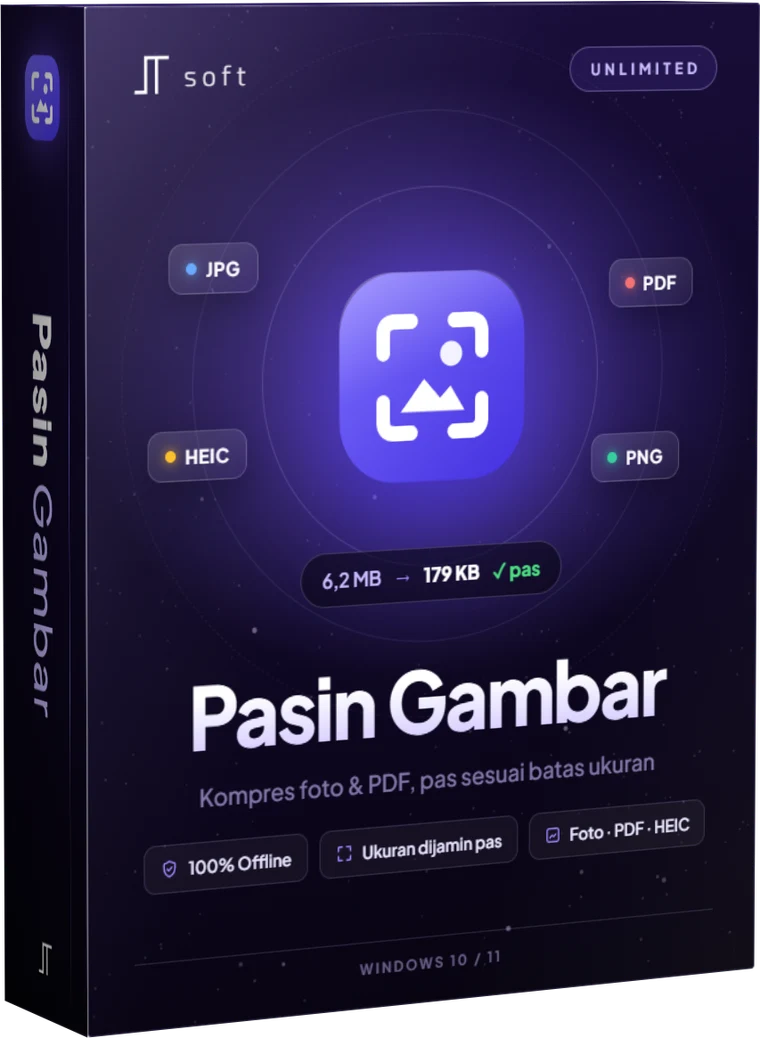 soft
UNLIMITED
JPG
PDF
HEIC
PNG
6,2 MB → 179 KB ✓ pas
Pasin Gambar
Kompres foto & PDF, pas sesuai batas ukuran
100% Offline
Ukuran dijamin pas
Foto · PDF · HEIC
WINDOWS 10 / 11
Pasin Gambar